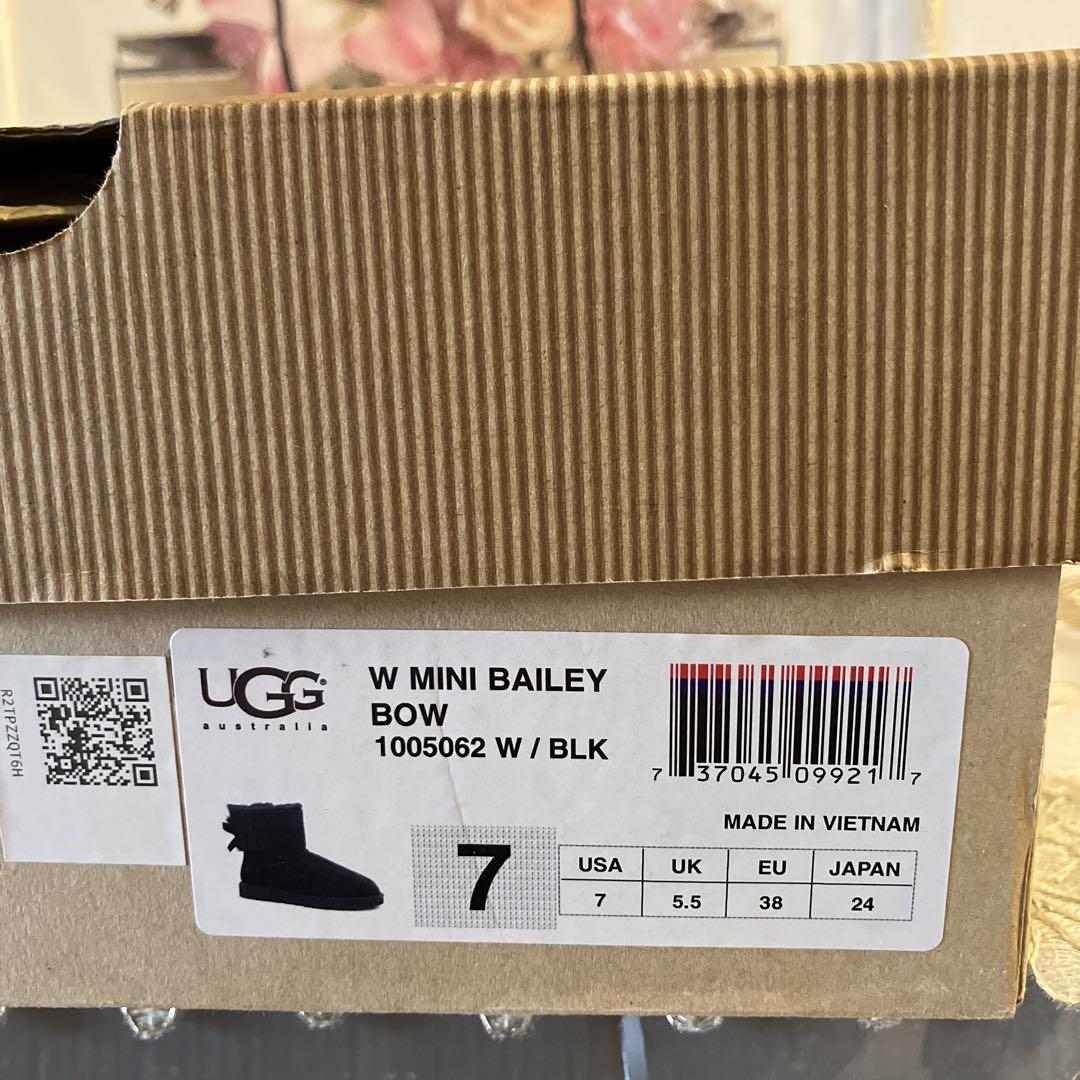 R2TPZZQT6H
UGG®
australia
W MINI BAILEY
BOW
1005062 W / BLK
7 37045 09921 7
MADE IN VIETNAM
7
USA UK EU JAPAN
7 5.5 38 24